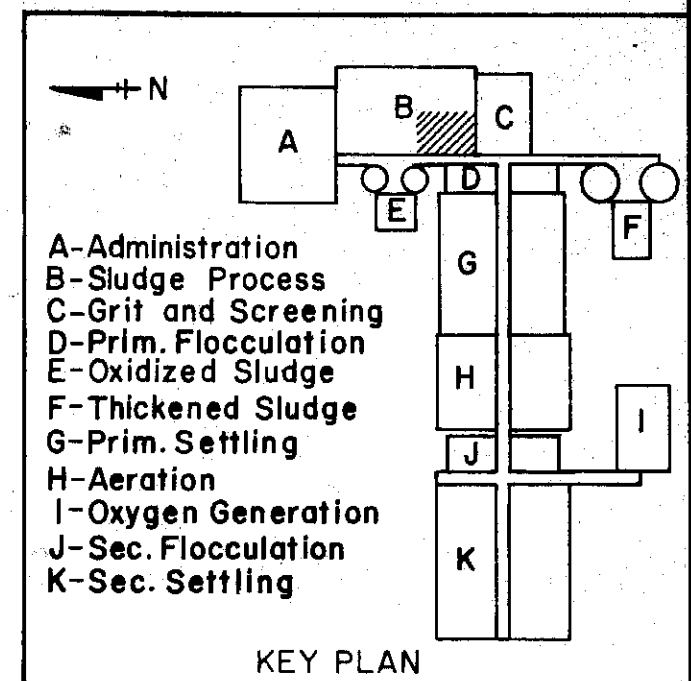 N
A
B
C
D
E
F
G
H
I
J
K
A-Administration
B-Sludge Process
C-Grit and Screening
D-Prim. Flocculation
E-Oxidized Sludge
F-Thickened Sludge
G-Prim. Settling
H-Aeration
I-Oxygen Generation
J-Sec. Flocculation
K-Sec. Settling
KEY PLAN